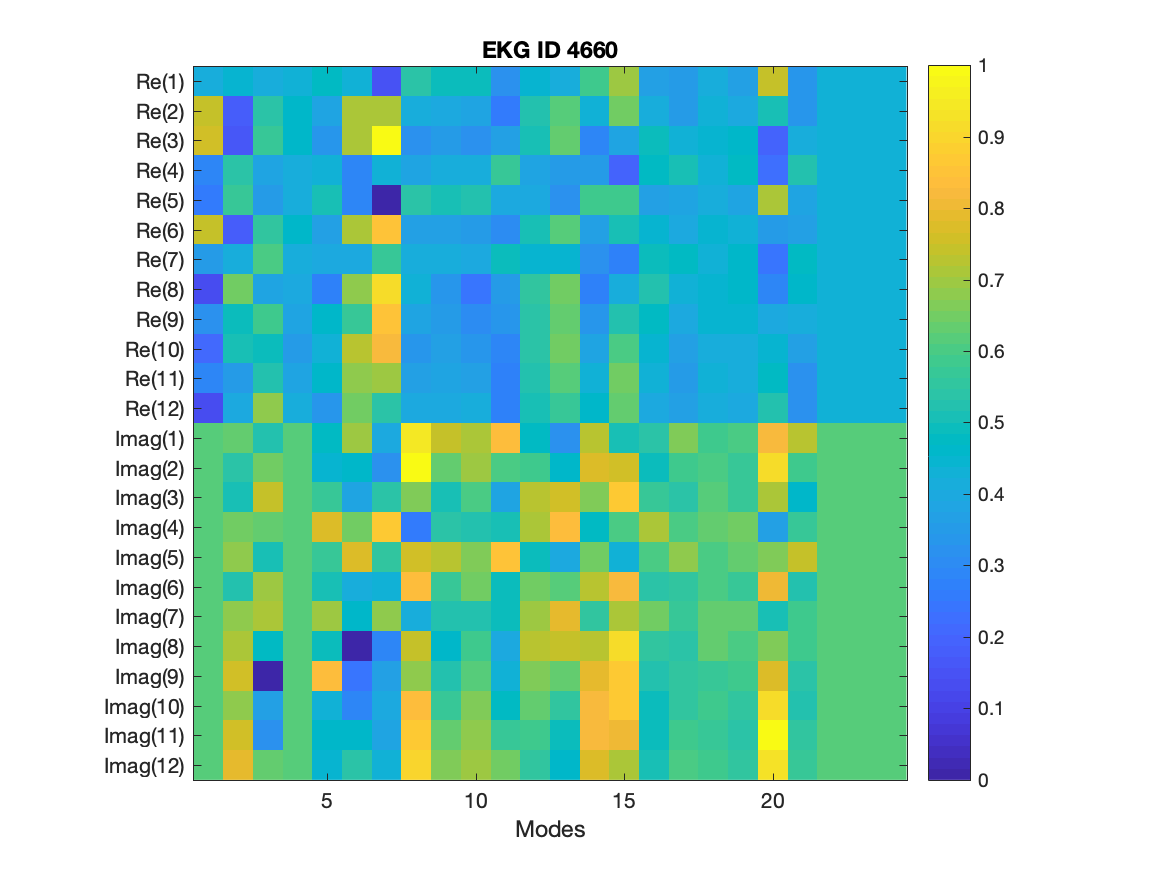 EKG ID 4660
Re(1)
Re(2)
Re(3)
Re(4)
Re(5)
Re(6)
Re(7)
Re(8)
Re(9)
Re(10)
Re(11)
Re(12)
Imag(1)
Imag(2)
Imag(3)
Imag(4)
Imag(5)
Imag(6)
Imag(7)
Imag(8)
Imag(9)
Imag(10)
Imag(11)
Imag(12)
5 10 15 20
Modes
1
0.9
0.8
0.7
0.6
0.5
0.4
0.3
0.2
0.1
0